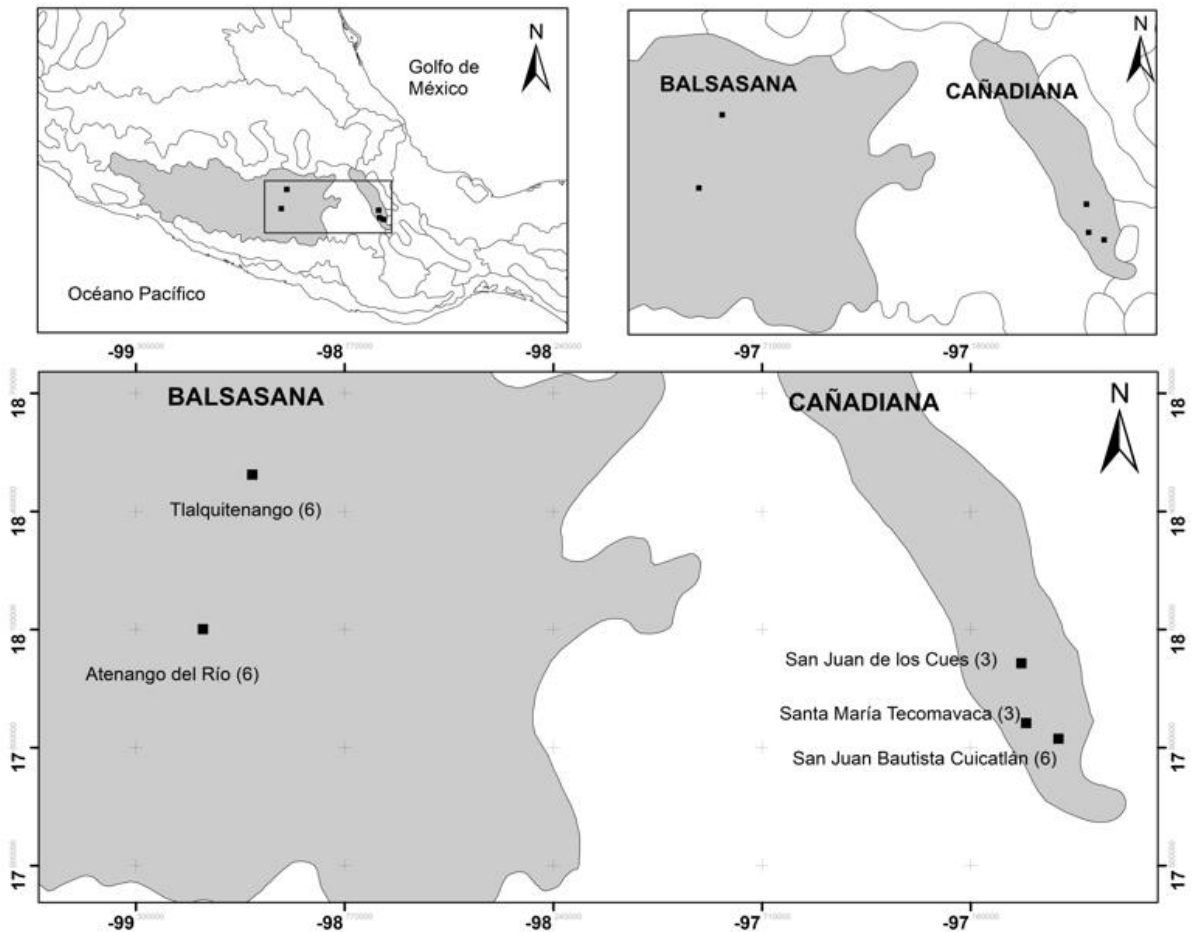 N
Golfo de
México
Océano Pacífico
N
BALSASANA
CAÑADIANA
-99 -98 -98 -97 -97
BALSASANA
CAÑADIANA
N
18 18
Tlalquitenango (6)
18 18
18 18
Atenango del Río (6)
San Juan de los Cues (3)
Santa María Tecomavaca (3)
17 17
San Juan Bautista Cuicatlán (6)
17 17
-99 -98 -98 -97 -97